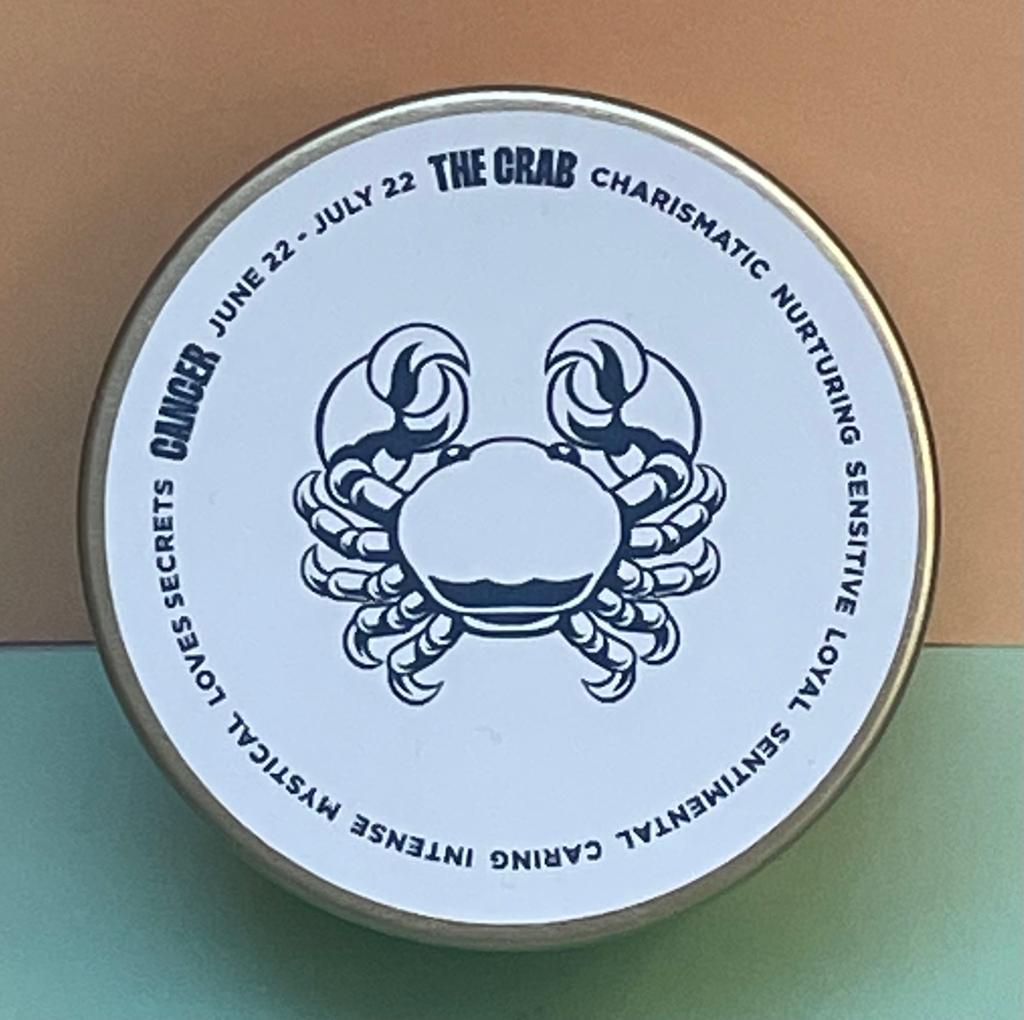 CANCER JUNE 22 - JULY 22 THE CRAB CHARISMATIC NURTURING SENSITIVE LOYAL SENTIMENTAL CARING INTENSE MYSTICAL LOVES SECRETS